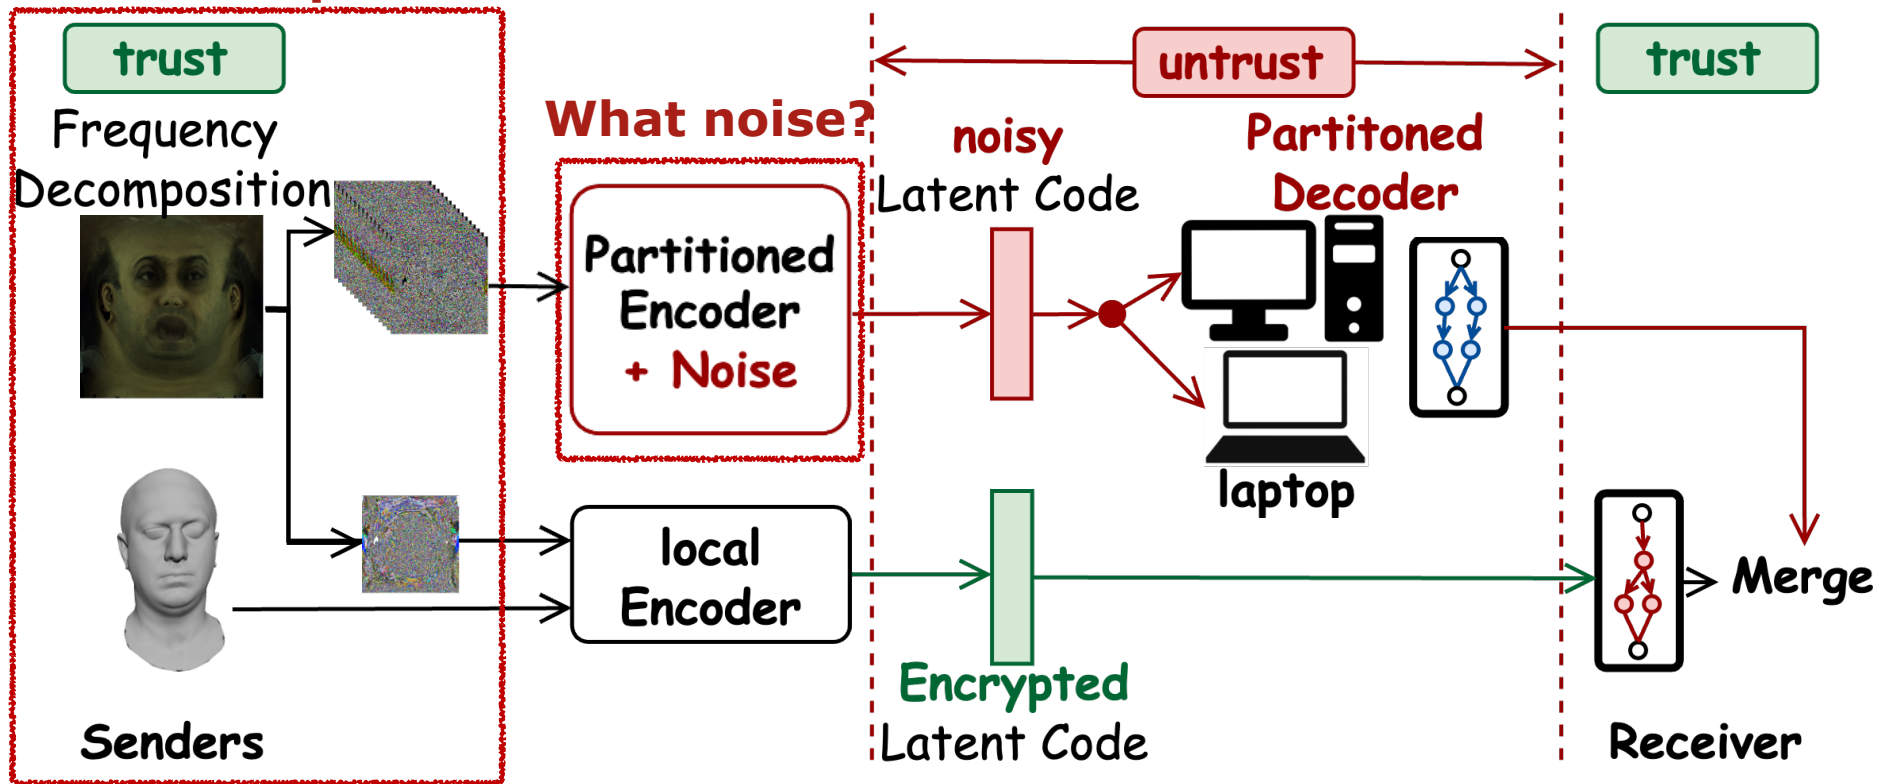 trust
Frequency
Decomposition
Senders
What noise?
Partitioned
Encoder
+ Noise
local
Encoder
untrust
noisy
Latent Code
Partitoned
Decoder
laptop
Encrypted
Latent Code
trust
Merge
Receiver